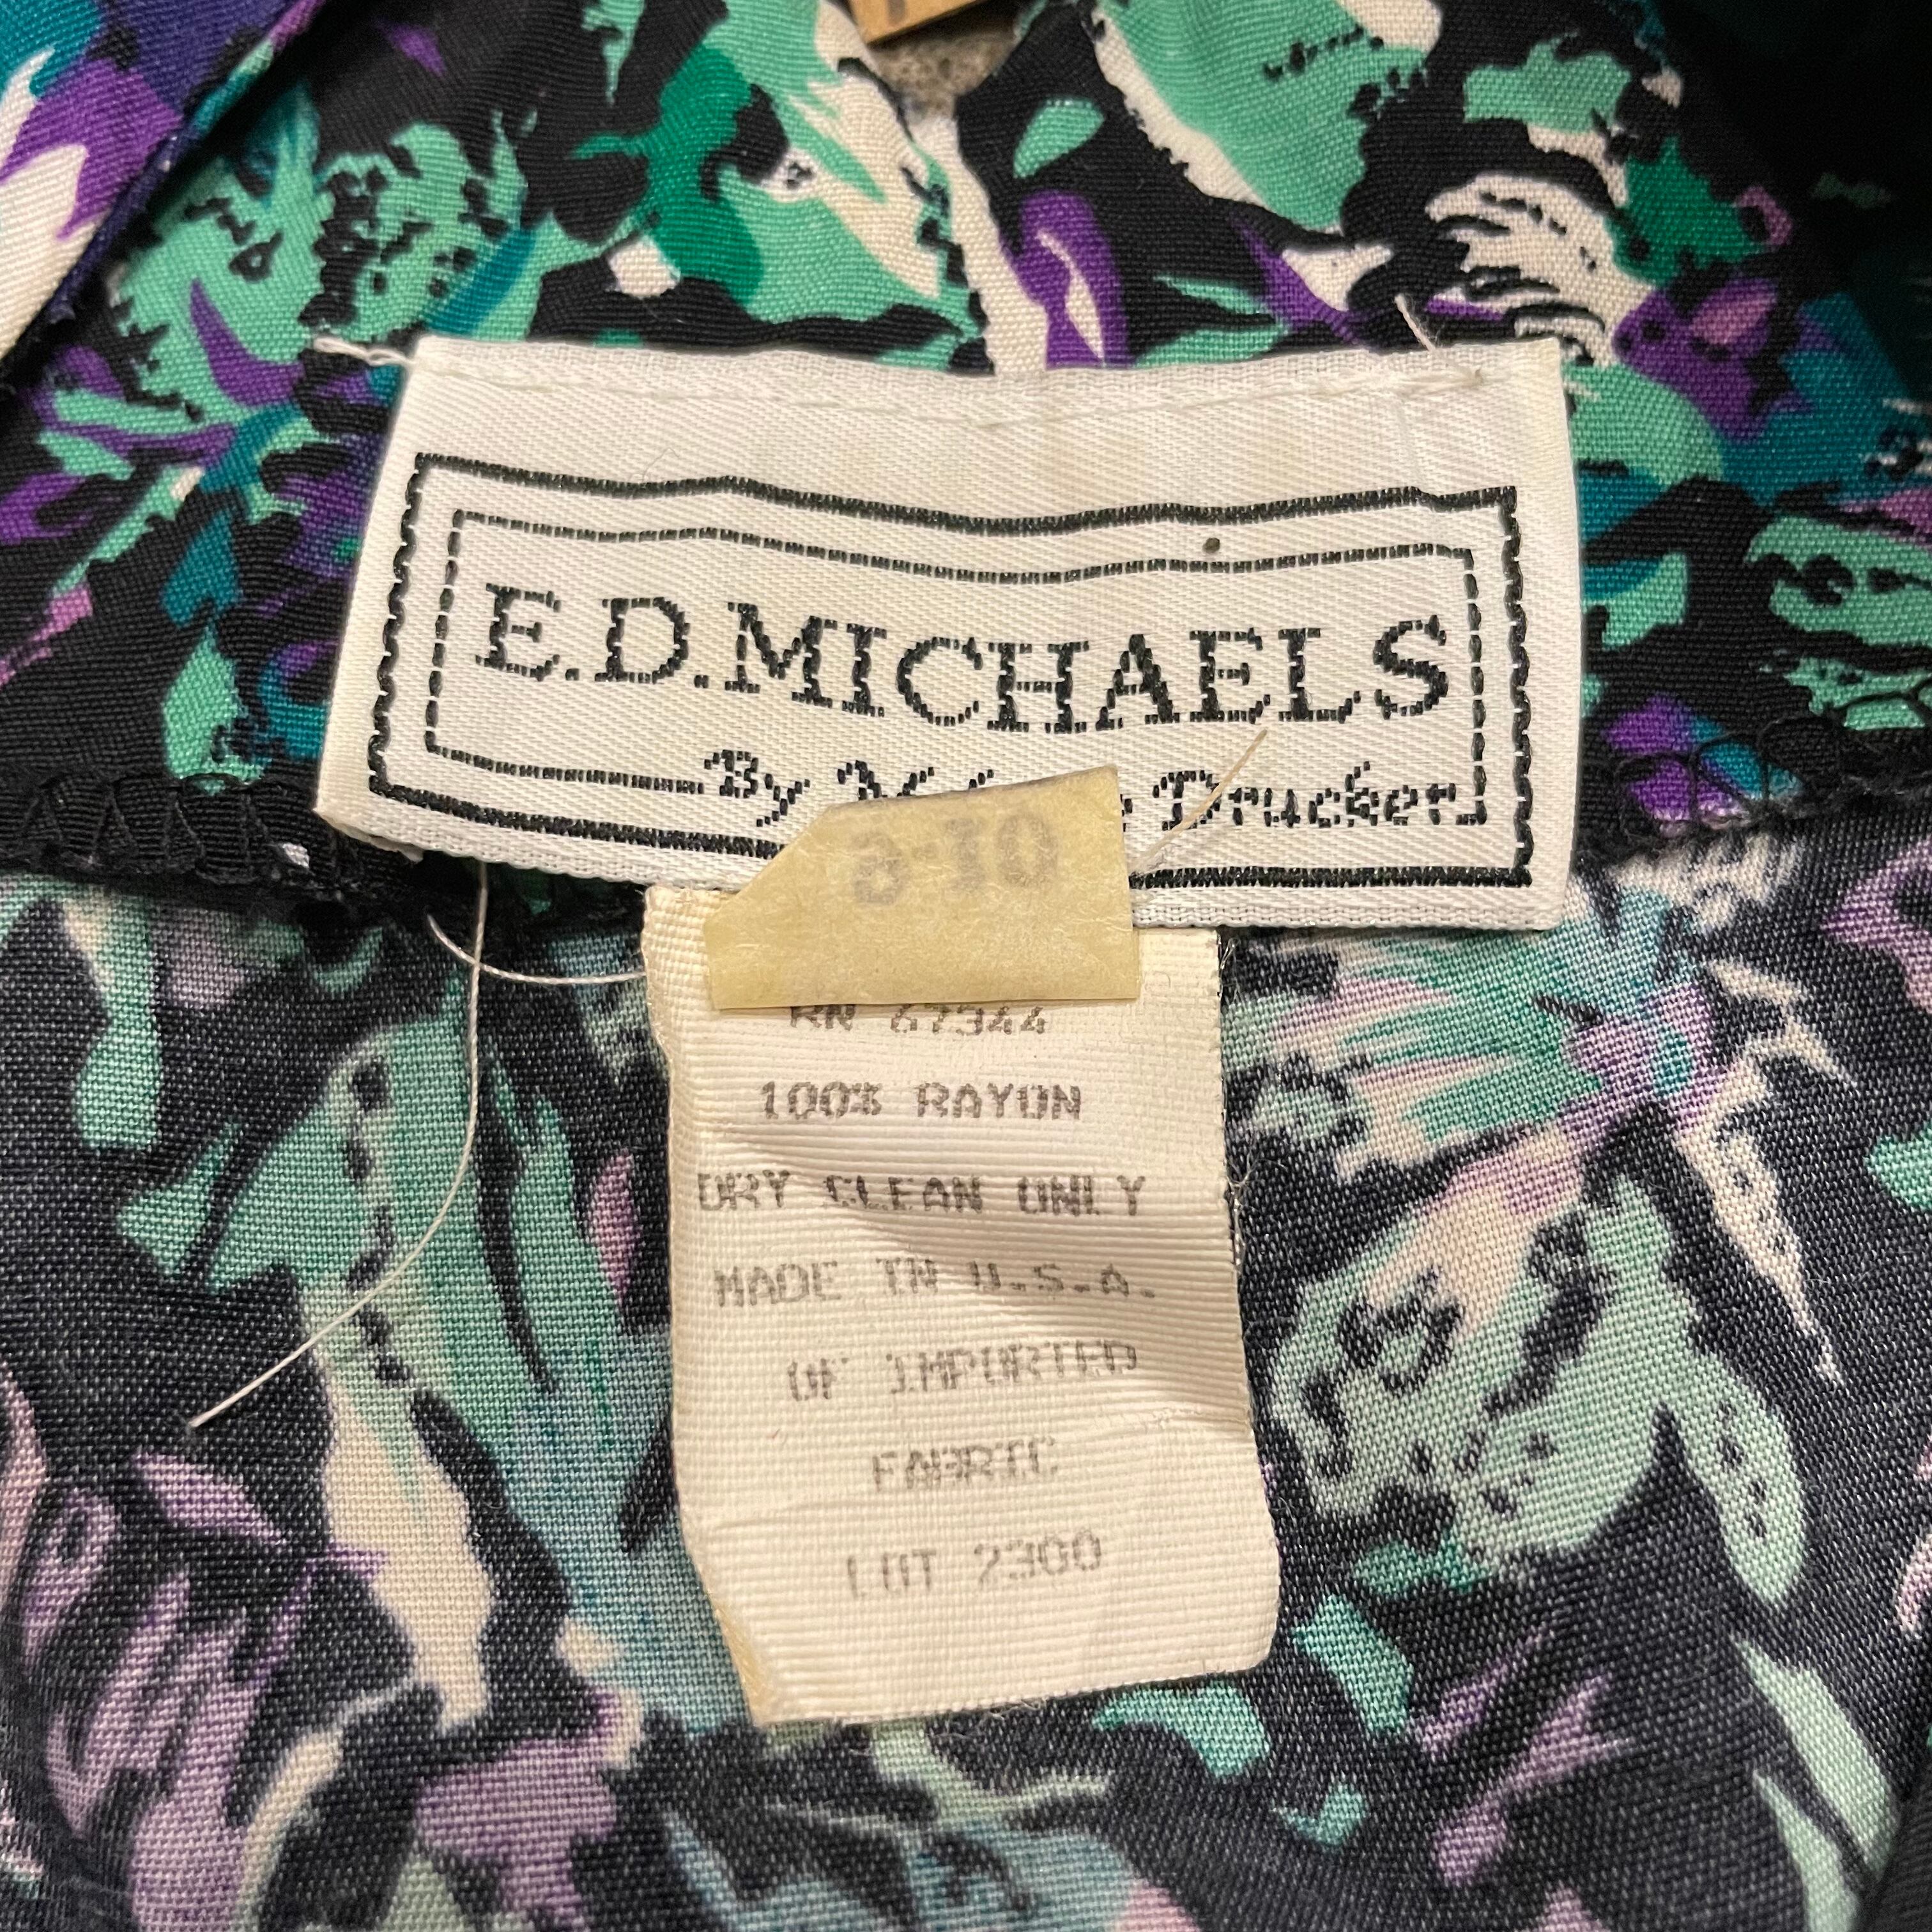 E.D.MICHAELS
By Drucker
8-10
RN 67344
100% RAYON
DRY CLEAN ONLY
MADE IN U.S.A.
OF IMPORTED
FABRIC
LOT 2300